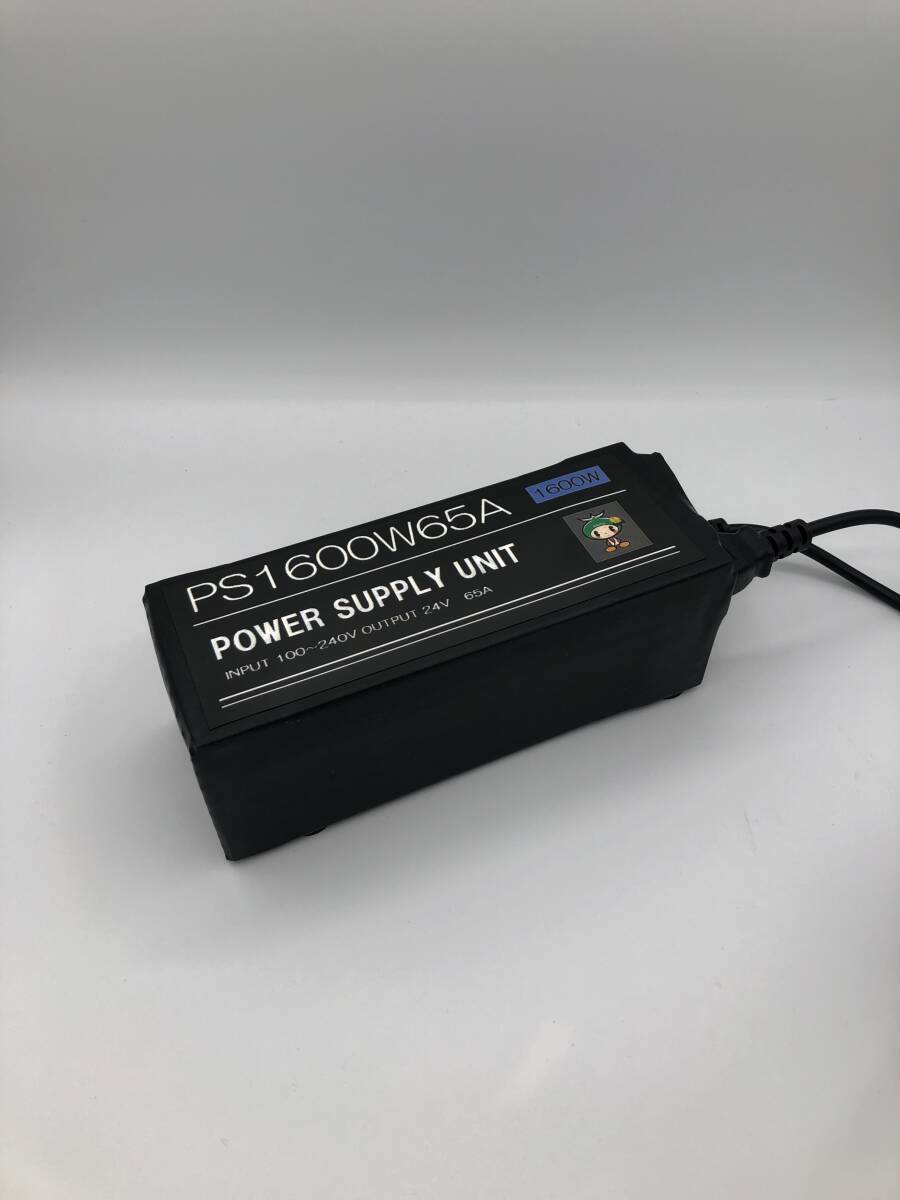 1600W
PS1600W65A
POWER SUPPLY UNIT
INPUT 100～240V OUTPUT 24V 65A